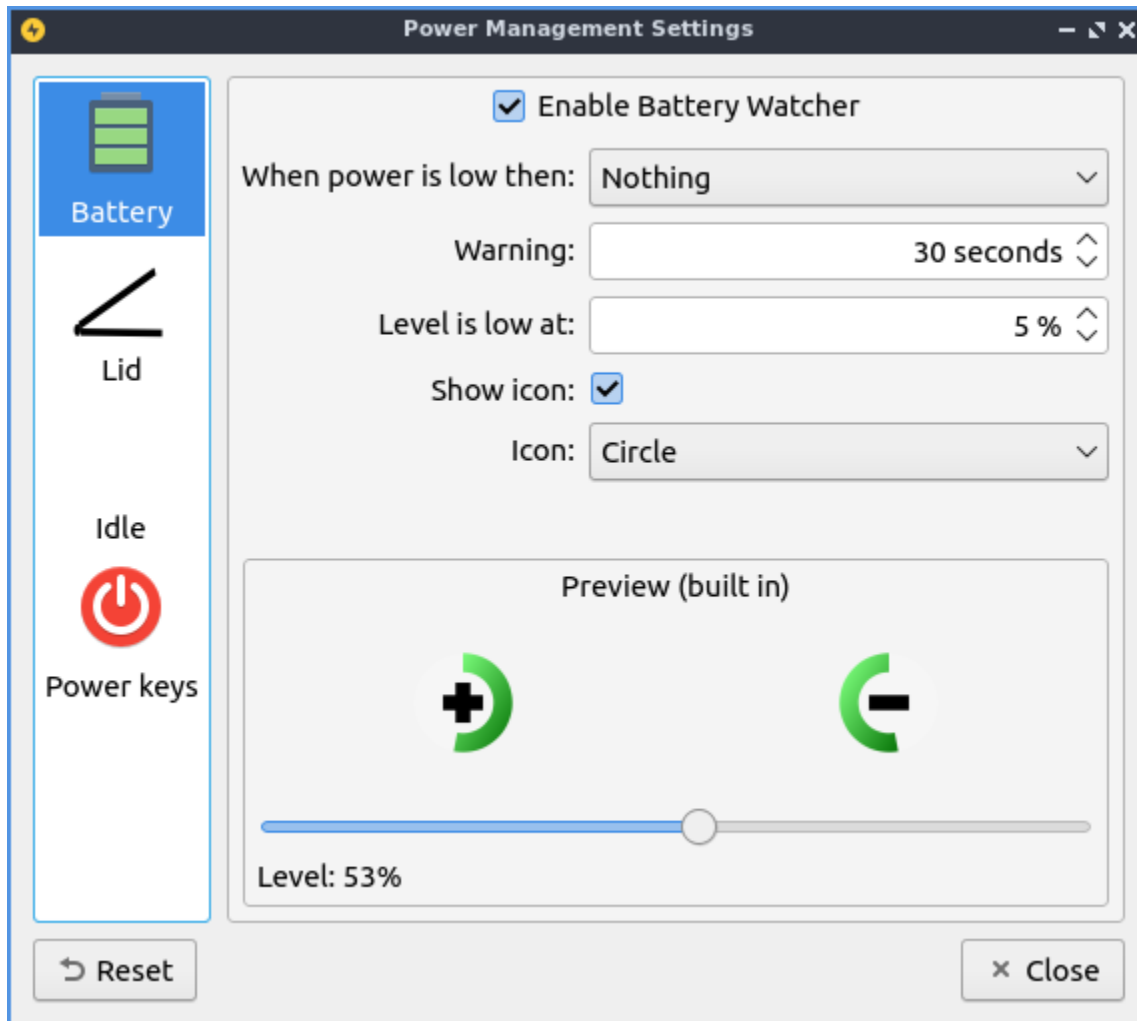 Power Management Settings
Battery
Lid
Idle
Power keys
Enable Battery Watcher
When power is low then: Nothing
Warning: 30 seconds
Level is low at: 5 %
Show icon:
Icon: Circle
Preview (built in)
Level: 53%
Reset
Close